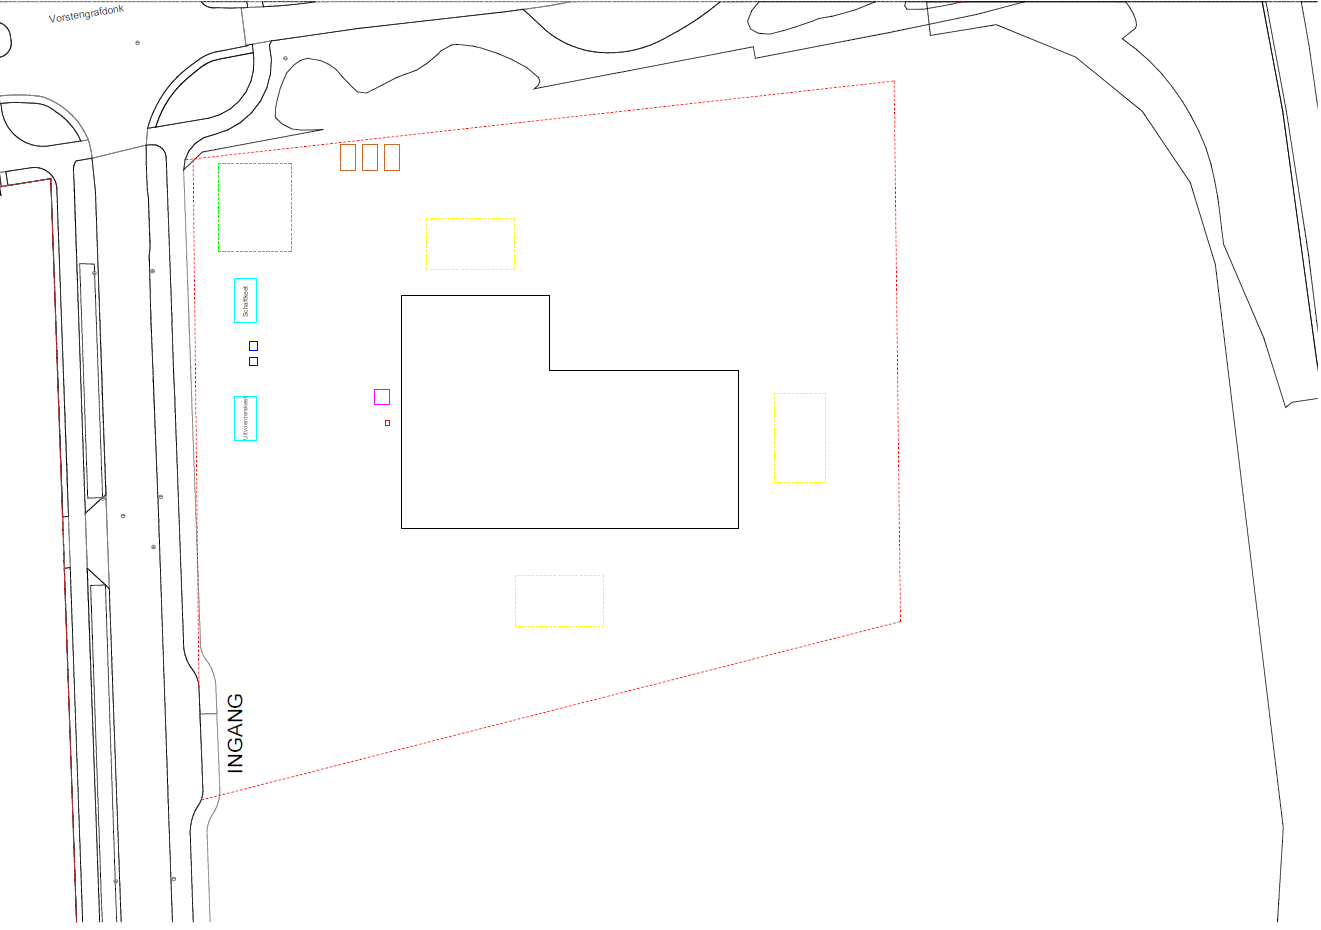 Vorstengrafdonk
Schaftkeet
Uitvoerderskeet
INGANG